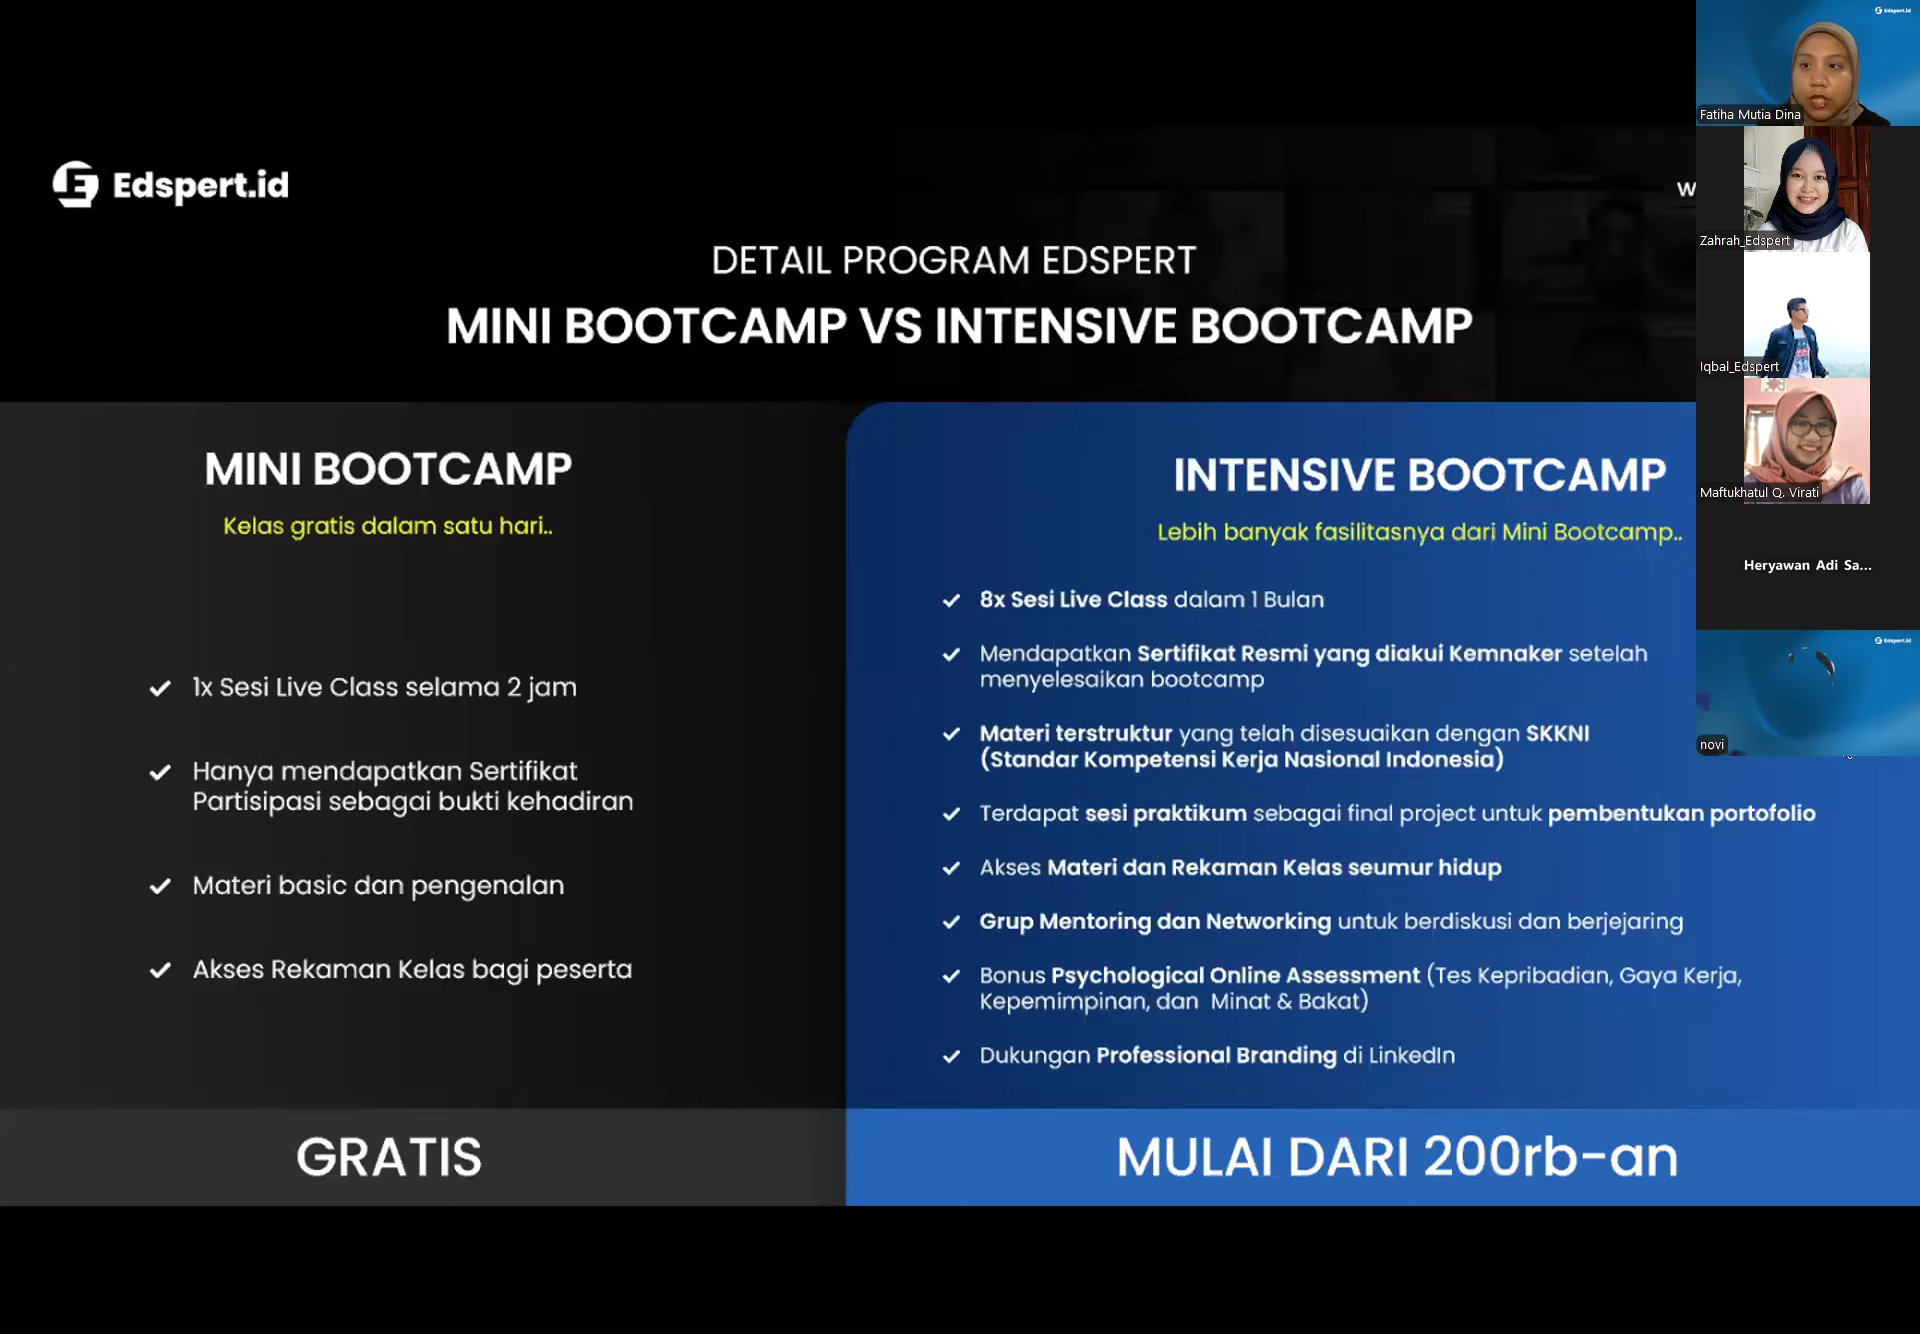 Edspert.id
W
DETAIL PROGRAM EDSPERT
MINI BOOTCAMP VS INTENSIVE BOOTCAMP
MINI BOOTCAMP
Kelas gratis dalam satu hari..
1x Sesi Live Class selama 2 jam
Hanya mendapatkan Sertifikat
Partisipasi sebagai bukti kehadiran
Materi basic dan pengenalan
Akses Rekaman Kelas bagi peserta
GRATIS
INTENSIVE BOOTCAMP
Lebih banyak fasilitasnya dari Mini Bootcamp..
8x Sesi Live Class dalam 1 Bulan
Mendapatkan Sertifikat Resmi yang diakui Kemnaker setelah
menyelesaikan bootcamp
Materi terstruktur yang telah disesuaikan dengan SKKNI
(Standar Kompetensi Kerja Nasional Indonesia)
Terdapat sesi praktikum sebagai final project untuk pembentukan portofolio
Akses Materi dan Rekaman Kelas seumur hidup
Grup Mentoring dan Networking untuk berdiskusi dan berjejaring
Bonus Psychological Online Assessment (Tes Kepribadian, Gaya Kerja,
Kepemimpinan, dan Minat & Bakat)
Dukungan Professional Branding di LinkedIn
MULAI DARI 200rb-an
Edspert.id
Fatiha Mutia Dina
Zahrah_Edspert
Iqbal_Edspert
Maftukhatul Q. Virati
Heryawan Adi Sa...
Edspert.id
novi